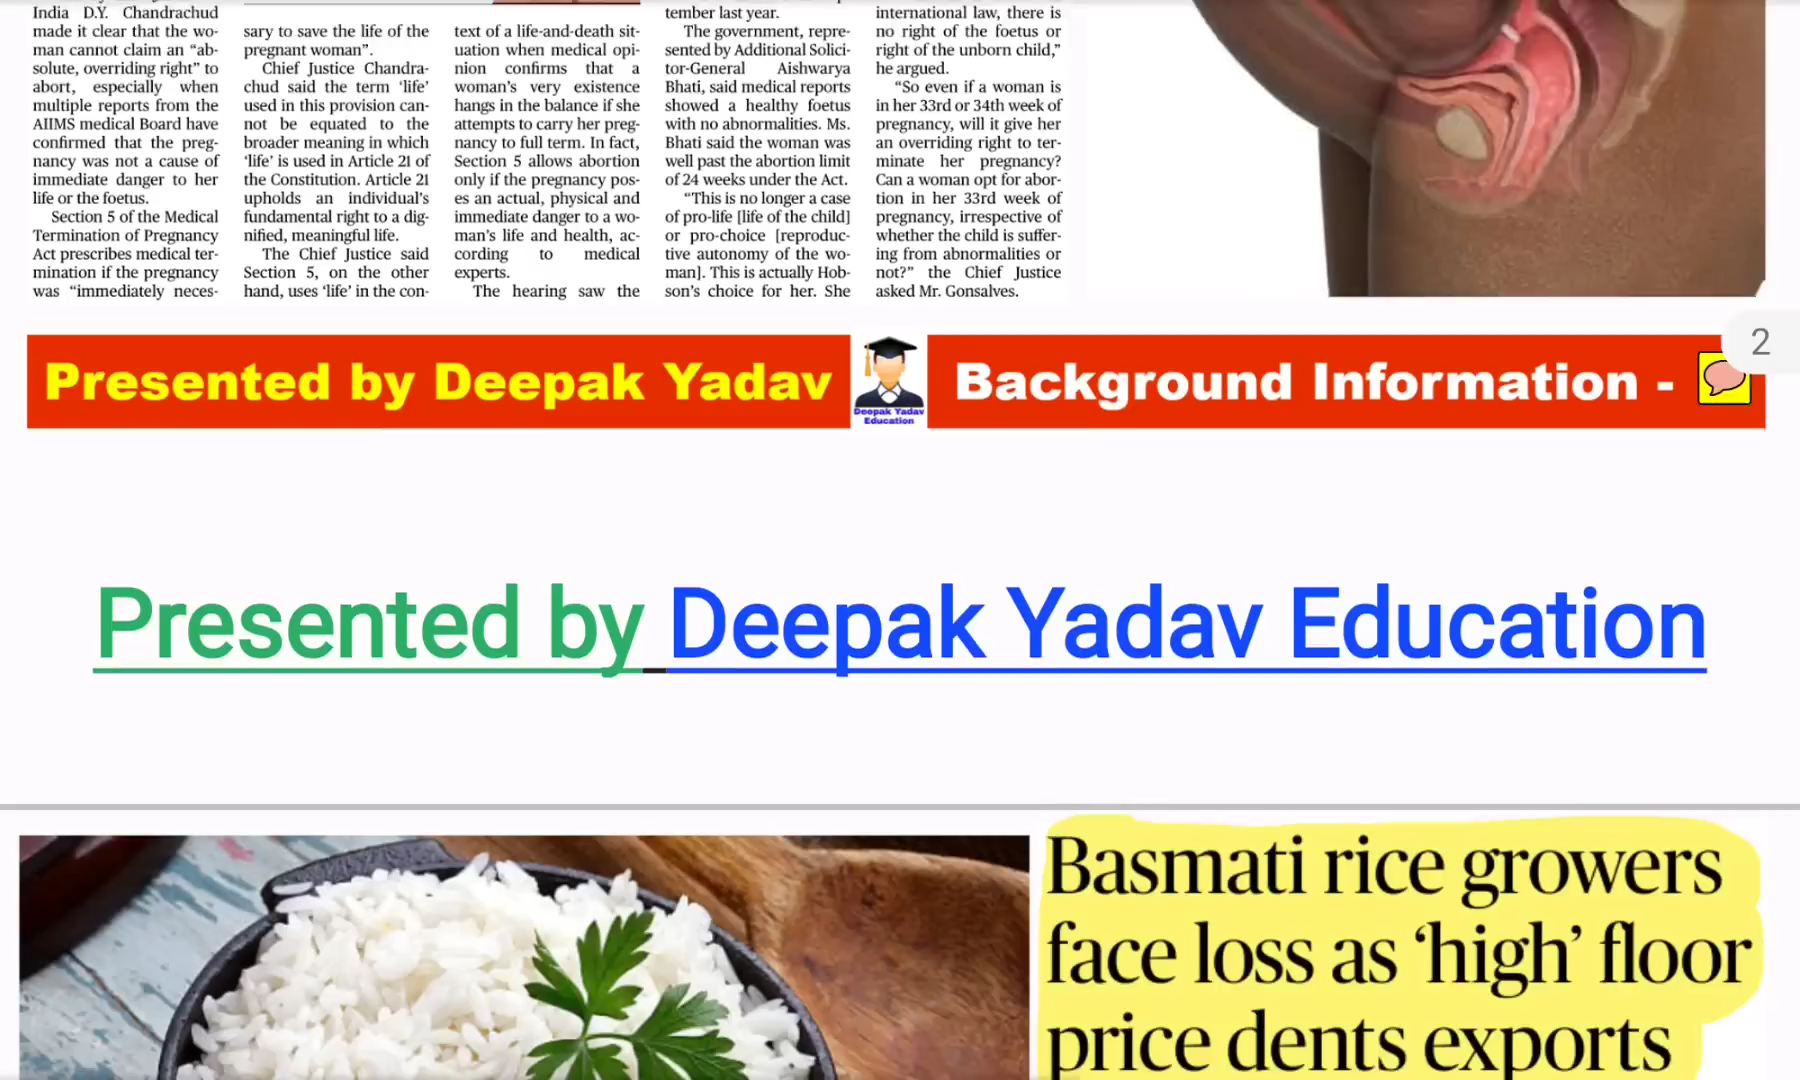 India D.Y. Chandrachud
made it clear that the wo-
man cannot claim an “ab-
solute, overriding right” to
abort, especially when
multiple reports from the
AIIMS medical Board have
confirmed that the preg-
nancy was not a cause of
immediate danger to her
life or the foetus.
Section 5 of the Medical
Termination of Pregnancy
Act prescribes medical ter-
mination if the pregnancy
was “immediately neces-
sary to save the life of the
pregnant woman”.
Chief Justice Chandra-
chud said the term ‘life’
used in this provision can-
not be equated to the
broader meaning in which
‘life’ is used in Article 21 of
the Constitution. Article 21
upholds an individual’s
fundamental right to a dig-
nified, meaningful life.
The Chief Justice said
Section 5, on the other
hand, uses ‘life’ in the con-
text of a life-and-death sit-
uation when medical opi-
nion confirms that a
woman’s very existence
hangs in the balance if she
attempts to carry her preg-
nancy to full term. In fact,
Section 5 allows abortion
only if the pregnancy pos-
es an actual, physical and
immediate danger to a wo-
man’s life and health, ac-
cording to medical
experts.
The hearing saw the
tember last year.
The government, repre-
sented by Additional Solici-
tor-General Aishwarya
Bhati, said medical reports
showed a healthy foetus
with no abnormalities. Ms.
Bhati said the woman was
well past the abortion limit
of 24 weeks under the Act.
“This is no longer a case
of pro-life [life of the child]
or pro-choice [reproduc-
tive autonomy of the wo-
man]. This is actually Hob-
son’s choice for her. She
international law, there is
no right of the foetus or
right of the unborn child,”
he argued.
“So even if a woman is
in her 33rd or 34th week of
pregnancy, will it give her
an overriding right to ter-
minate her pregnancy?
Can a woman opt for abor-
tion in her 33rd week of
pregnancy, irrespective of
whether the child is suffer-
ing from abnormalities or
not?” the Chief Justice
asked Mr. Gonsalves.
2
Presented by Deepak Yadav
Deepak Yadav
Education
Background Information -
Presented by Deepak Yadav Education
Basmati rice growers
face loss as ‘high’ floor
price dents exports